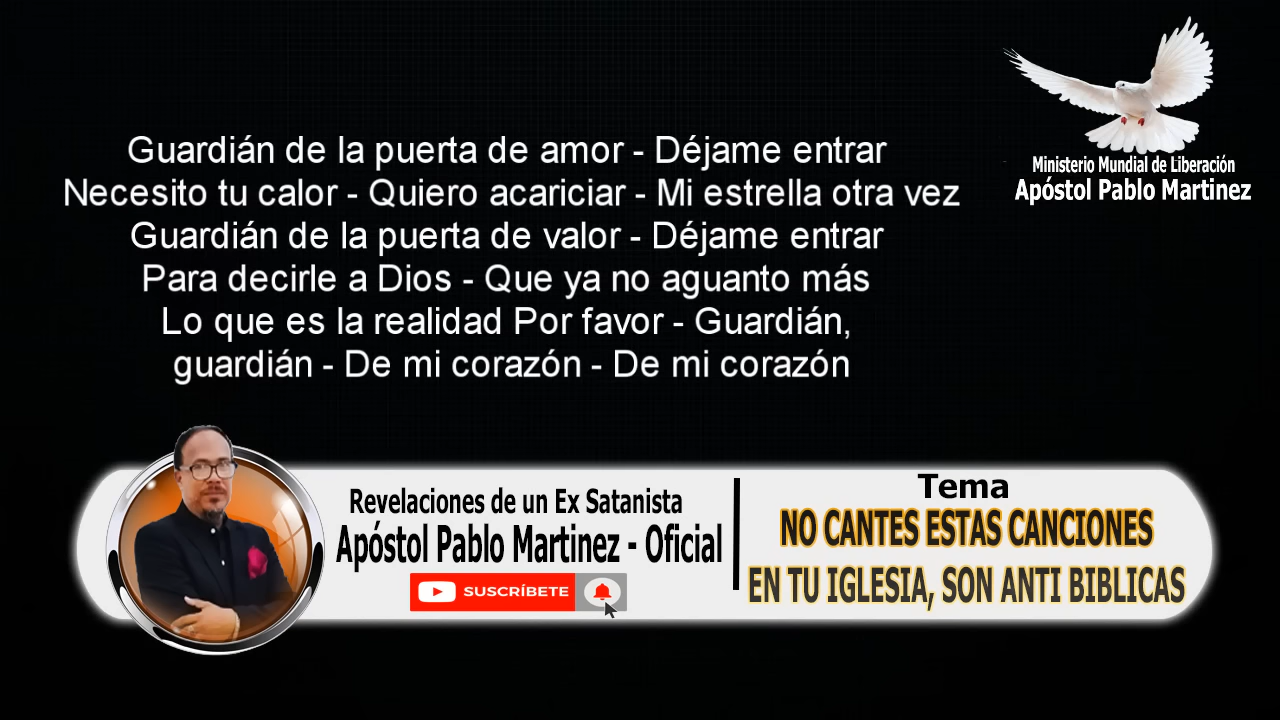 Guardián de la puerta de amor - Déjame entrar
Necesito tu calor - Quiero acariciar - Mi estrella otra vez
Guardián de la puerta de valor - Déjame entrar
Para decirle a Dios - Que ya no aguanto más
Lo que es la realidad Por favor - Guardián,
guardián - De mi corazón - De mi corazón
Ministerio Mundial de Liberación
Apóstol Pablo Martinez
Revelaciones de un Ex Satanista
Apóstol Pablo Martinez - Oficial
SUSCRÍBETE
Tema
NO CANTES ESTAS CANCIONES
EN TU IGLESIA, SON ANTI BIBLICAS